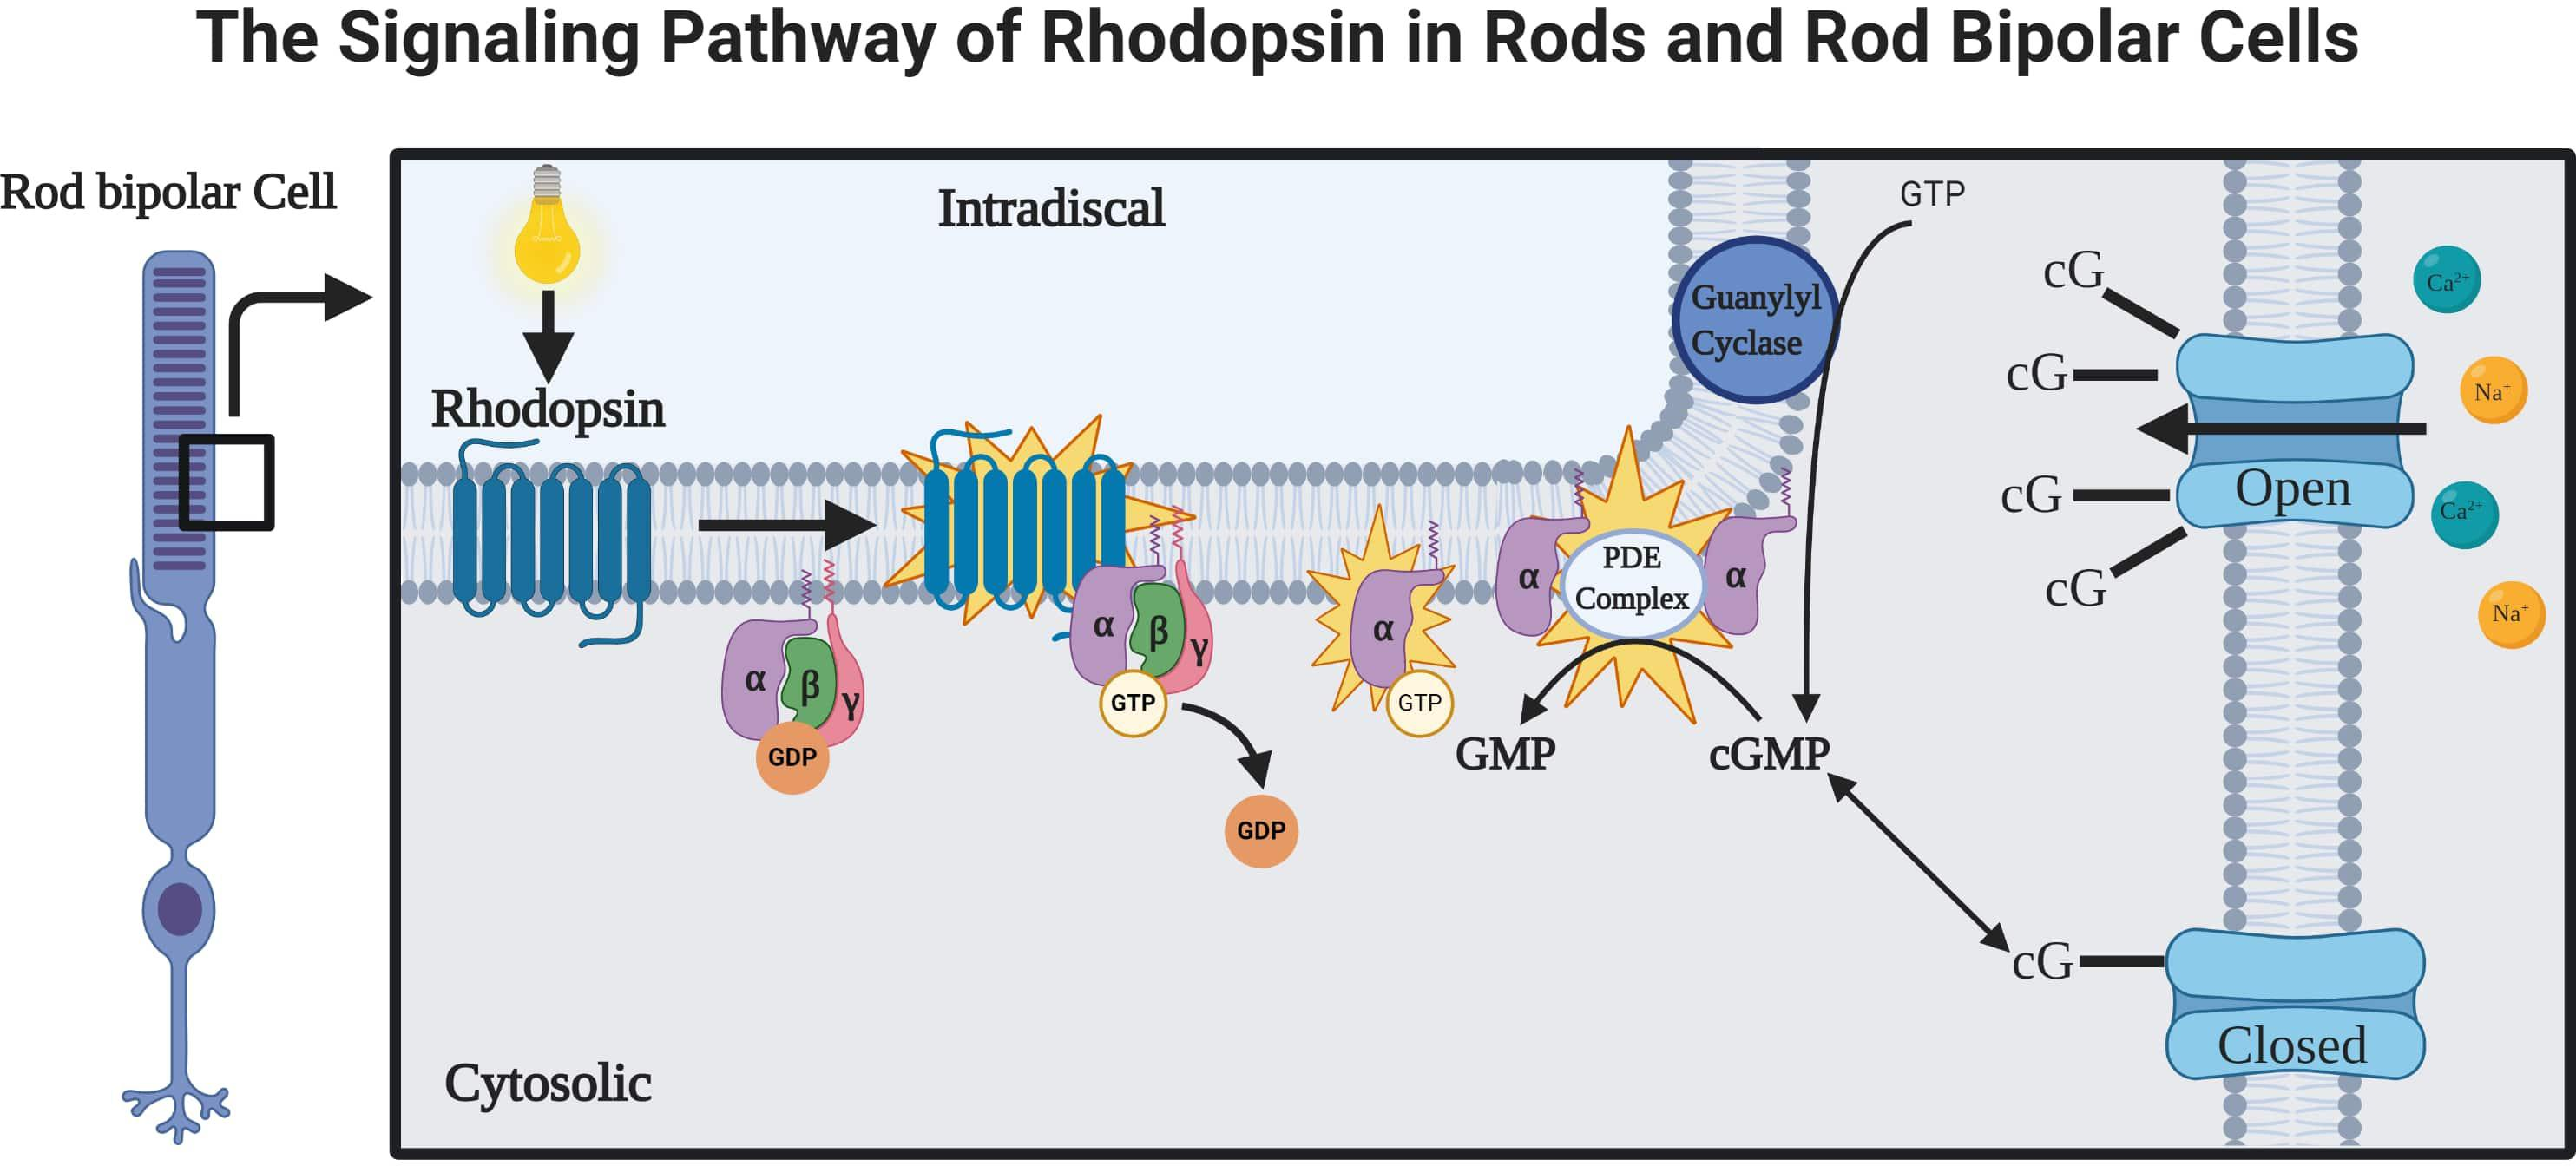 The Signaling Pathway of Rhodopsin in Rods and Rod Bipolar Cells
Rod bipolar Cell
Intradiscal
Rhodopsin
α
β
γ
GDP
α
β
γ
GTP
GDP
α
GTP
α
PDE
Complex
α
GMP
cGMP
Guanylyl
Cyclase
GTP
cG
cG
cG
cG
Open
Ca2+
Na+
Ca2+
Na+
cG
Closed
Cytosolic